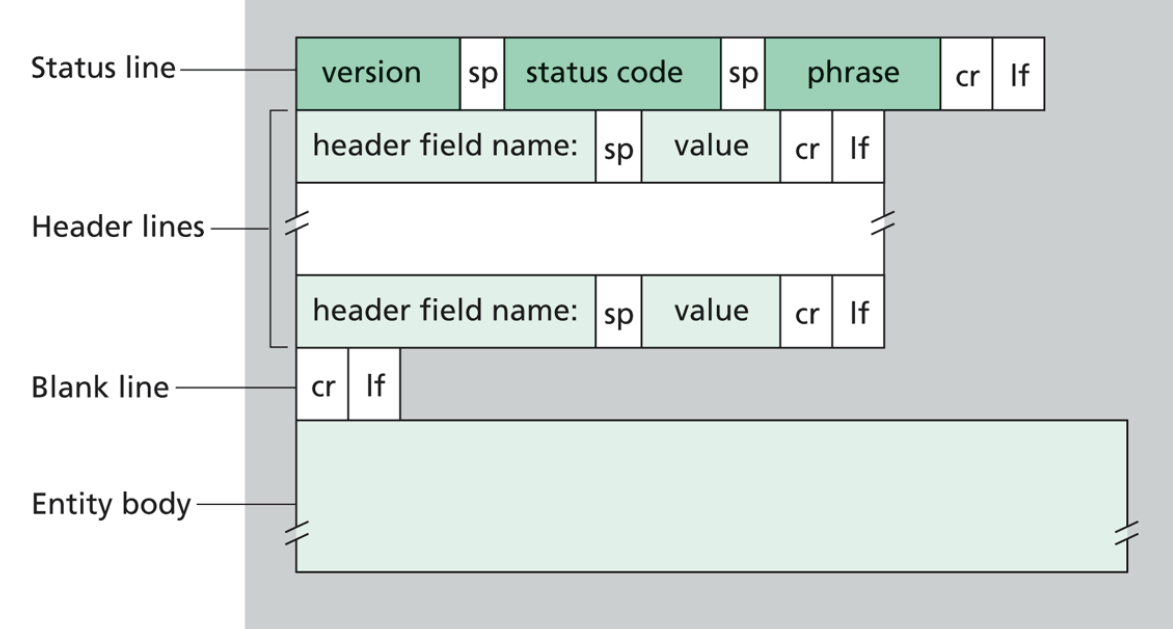 Status line
version sp status code sp phrase cr lf
header field name: sp value cr lf
Header lines
header field name: sp value cr lf
Blank line
cr lf
Entity body